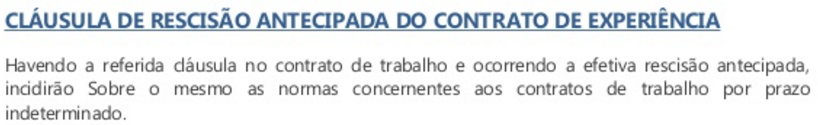 CLÁUSULA DE RESCISÃO ANTECIPADA DO CONTRATO DE EXPERIÊNCIA
Havendo a referida cláusula no contrato de trabalho e ocorrendo a efetiva rescisão antecipada,
incidirão Sobre o mesmo as normas concernentes aos contratos de trabalho por prazo
indeterminado.